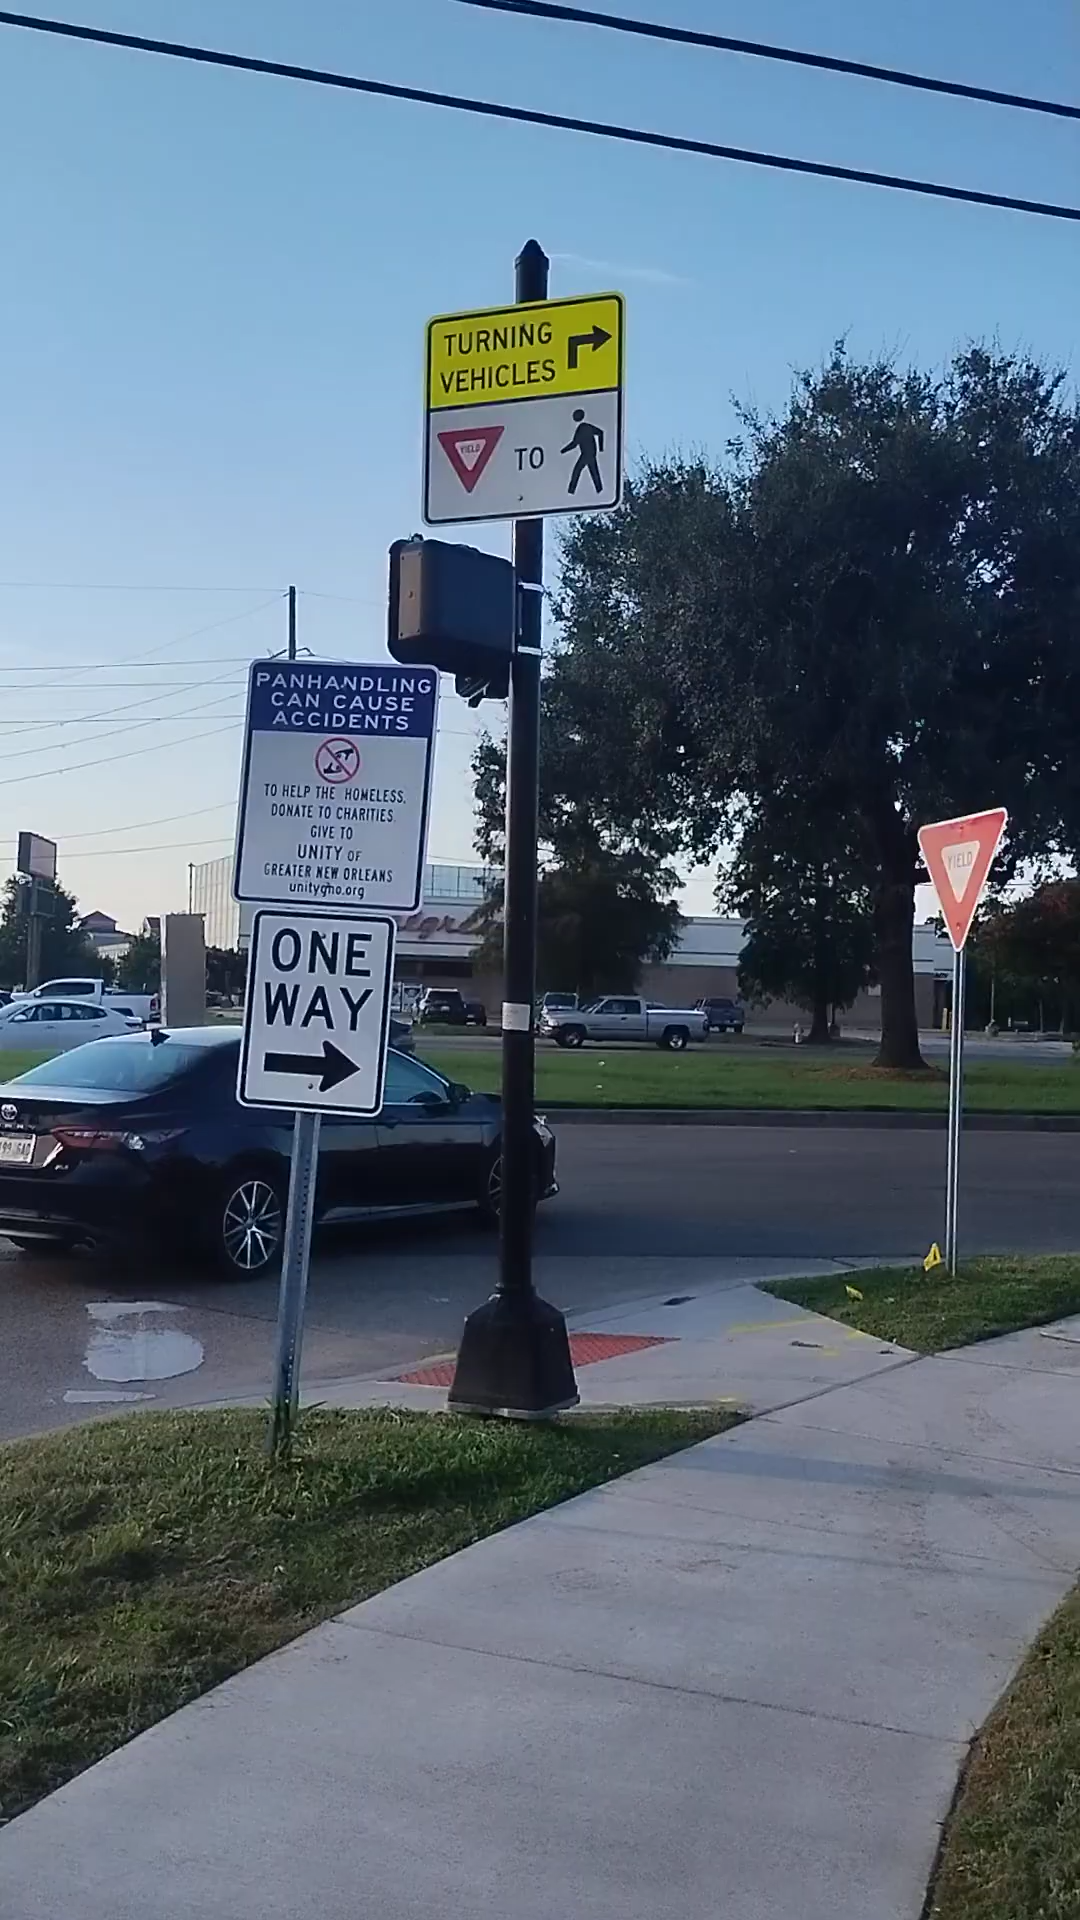 TURNING
VEHICLES
YIELD TO
PANHANDLING
CAN CAUSE
ACCIDENTS
TO HELP THE HOMELESS,
DONATE TO CHARITIES.
GIVE TO
UNITY OF
GREATER NEW ORLEANS
unitygno.org
ONE
WAY
YIELD